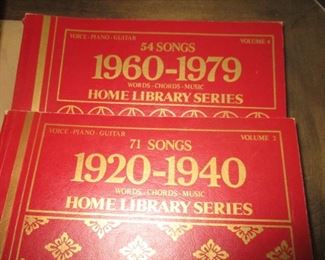 VOICE - PIANO - GUITAR VOLUME 4
54 SONGS
1960-1979
WORDS - CHORDS - MUSIC
HOME LIBRARY SERIES
VOICE - PIANO - GUITAR VOLUME 2
71 SONGS
1920-1940
WORDS - CHORDS - MUSIC
HOME LIBRARY SERIES